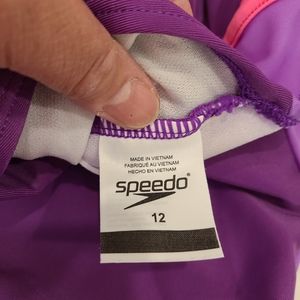 MADE IN VIETNAM
FABRIQUÉ AU VIETNAM
HECHO EN VIETNAM
speedo
12